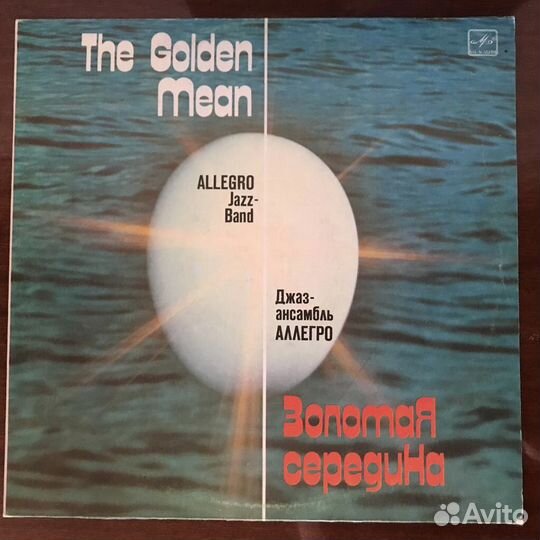 The Golden
Mean
ALLEGRO
Jazz-
Band
Джаз-
ансамбль
АЛЛЕГРО
Золотая
середина
Avito